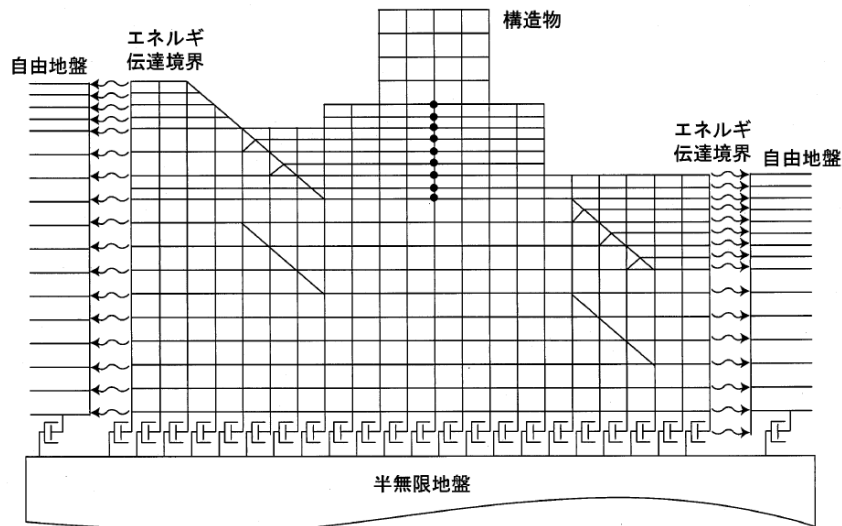 構造物
エネルギ
伝達境界
自由地盤
エネルギ
伝達境界
自由地盤
半無限地盤